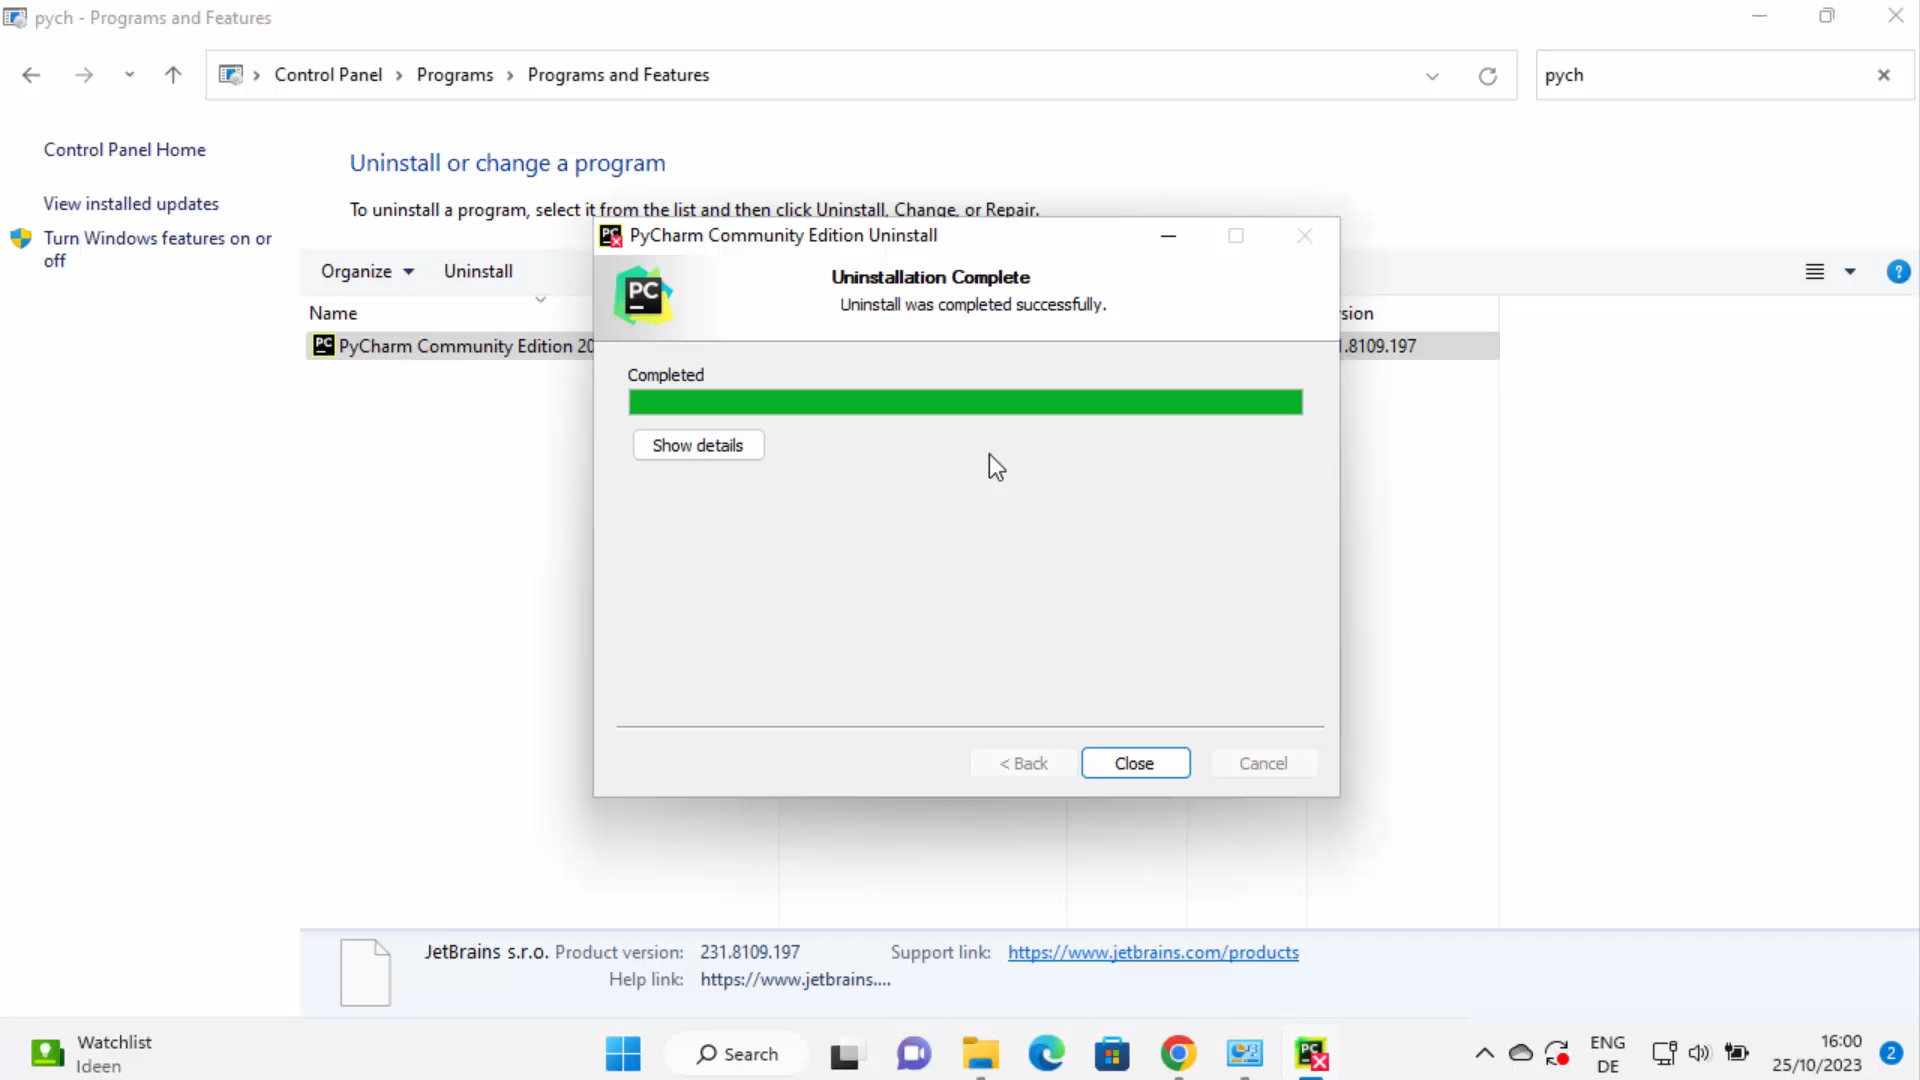 pych - Programs and Features
Control Panel > Programs > Programs and Features
pych
Control Panel Home
View installed updates
Turn Windows features on or
off
Uninstall or change a program
To uninstall a program, select it from the list and then click Uninstall, Change, or Repair.
Organize
Uninstall
Name
sion
PyCharm Community Edition 20
1.8109.197
PyCharm Community Edition Uninstall
PC
Uninstallation Complete
Uninstall was completed successfully.
Completed
Show details
< Back
Close
Cancel
JetBrains s.r.o. Product version: 231.8109.197 Support link: https://www.jetbrains.com/products
Help link: https://www.jetbrains....
Watchlist
Ideen
Search
ENG
DE
16:00
25/10/2023
2